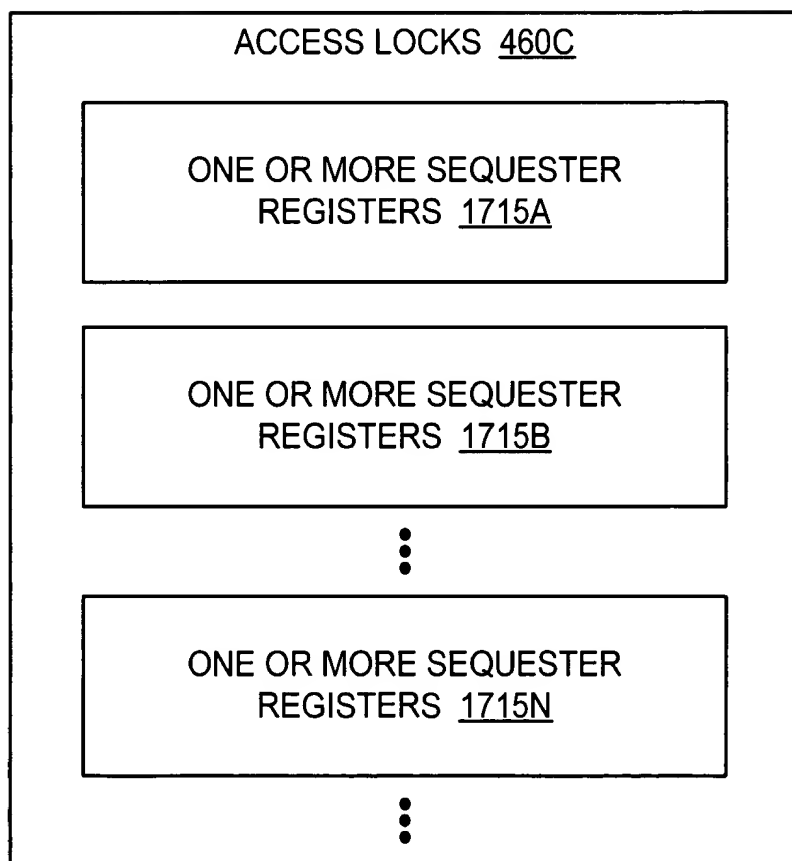 ACCESS LOCKS 460C
ONE OR MORE SEQUESTER
REGISTERS 1715A
ONE OR MORE SEQUESTER
REGISTERS 1715B
ONE OR MORE SEQUESTER
REGISTERS 1715N